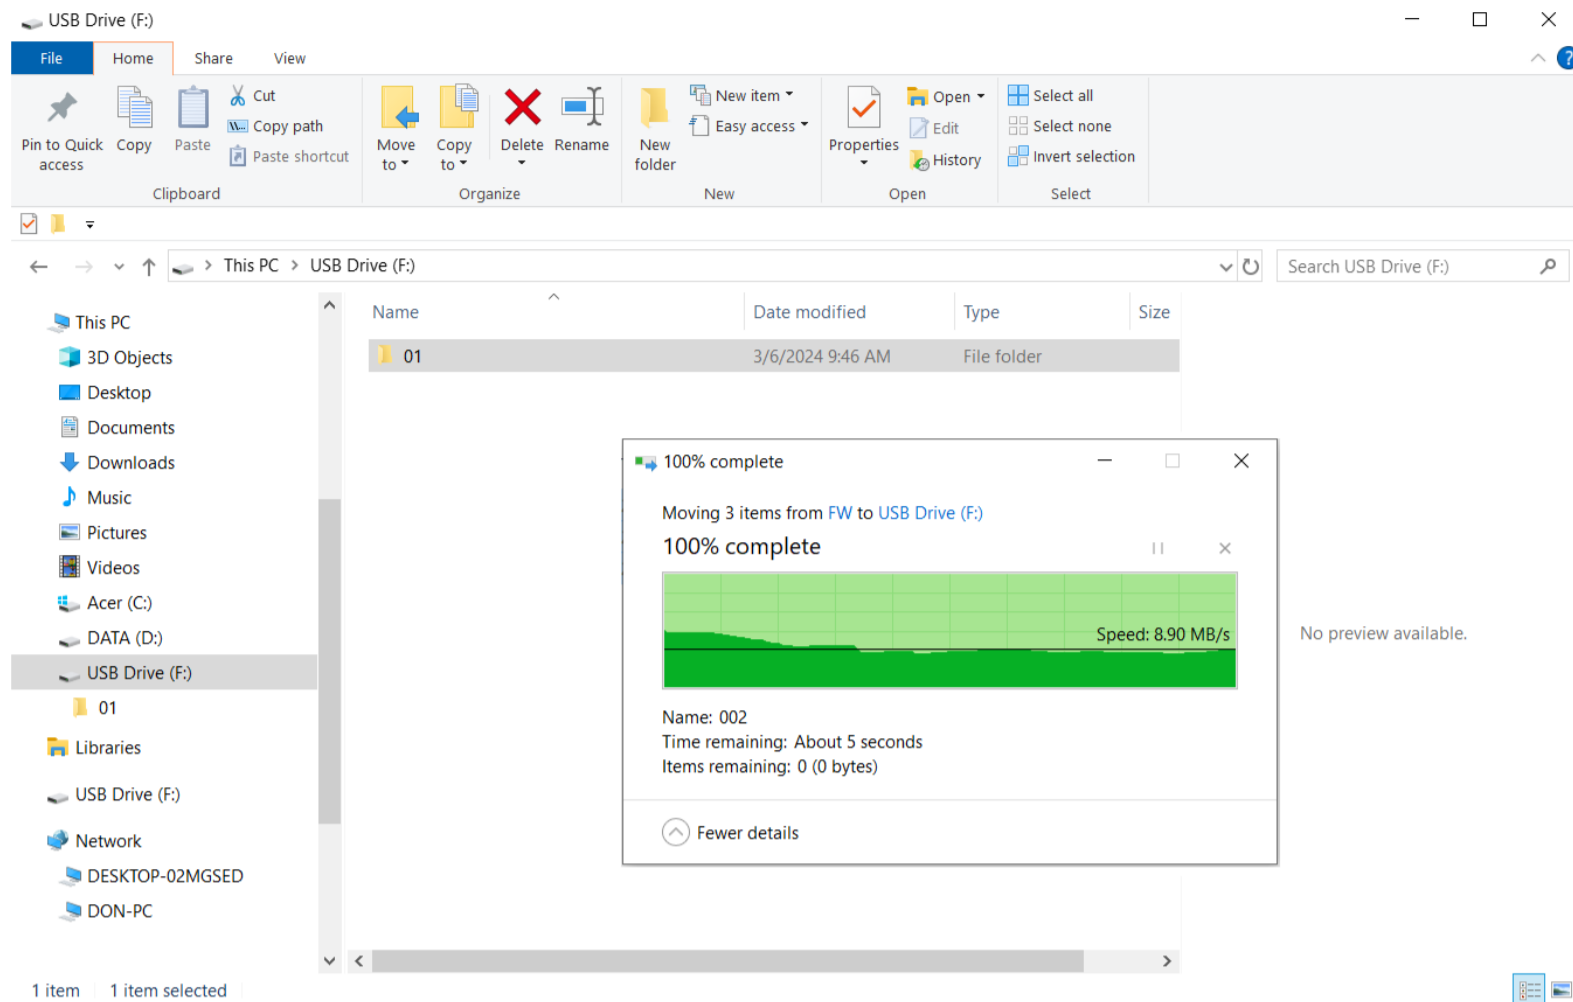 USB Drive (F:)
File Home Share View
?
Pin to Quick access
Copy
Paste
Cut
Copy path
Paste shortcut
Clipboard
Move to
Copy to
Delete
Rename
Organize
New folder
New item
Easy access
New
Properties
Open
Edit
History
Open
Select all
Select none
Invert selection
Select
This PC > USB Drive (F:)
Search USB Drive (F:)
This PC
3D Objects
Desktop
Documents
Downloads
Music
Pictures
Videos
Acer (C:)
DATA (D:)
USB Drive (F:)
01
Libraries
USB Drive (F:)
Network
DESKTOP-02MGSED
DON-PC
Name Date modified Type Size
01 3/6/2024 9:46 AM File folder
100% complete
Moving 3 items from FW to USB Drive (F:)
100% complete
Speed: 8.90 MB/s
Name: 002
Time remaining: About 5 seconds
Items remaining: 0 (0 bytes)
Fewer details
No preview available.
1 item 1 item selected